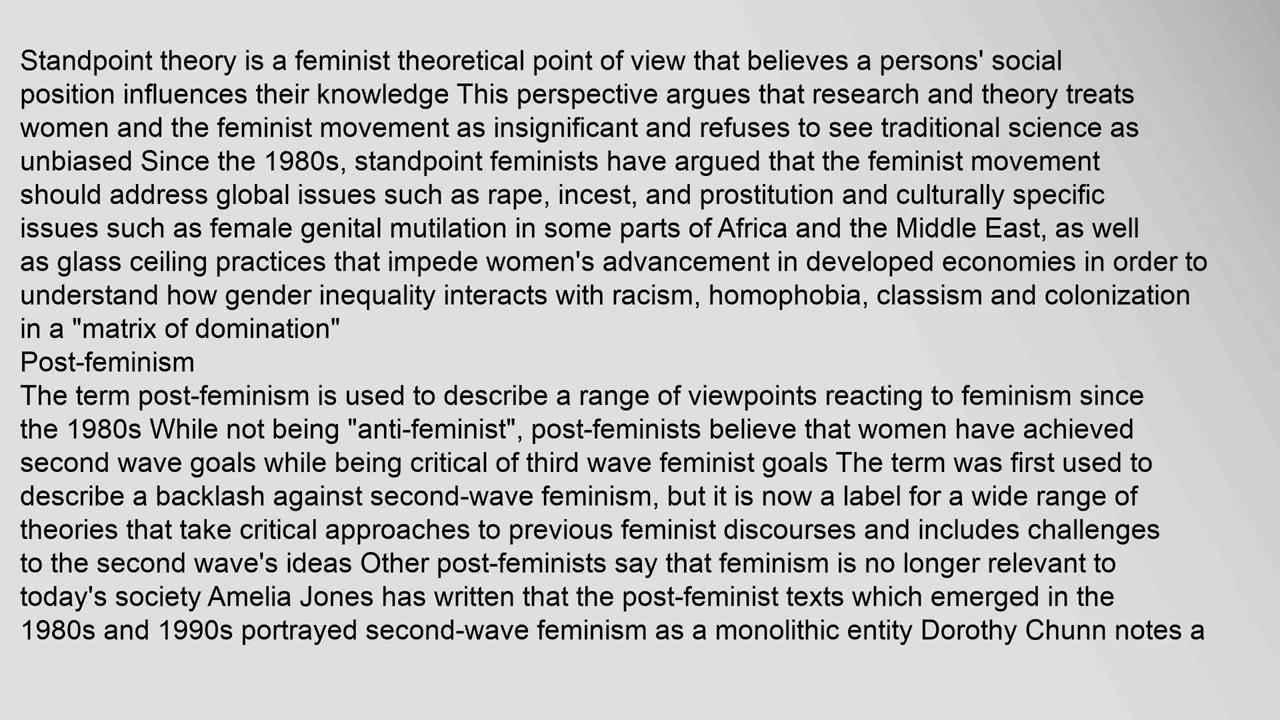 Standpoint theory is a feminist theoretical point of view that believes a persons' social
position influences their knowledge This perspective argues that research and theory treats
women and the feminist movement as insignificant and refuses to see traditional science as
unbiased Since the 1980s, standpoint feminists have argued that the feminist movement
should address global issues such as rape, incest, and prostitution and culturally specific
issues such as female genital mutilation in some parts of Africa and the Middle East, as well
as glass ceiling practices that impede women's advancement in developed economies in order to
understand how gender inequality interacts with racism, homophobia, classism and colonization
in a "matrix of domination"
Post-feminism
The term post-feminism is used to describe a range of viewpoints reacting to feminism since
the 1980s While not being "anti-feminist", post-feminists believe that women have achieved
second wave goals while being critical of third wave feminist goals The term was first used to
describe a backlash against second-wave feminism, but it is now a label for a wide range of
theories that take critical approaches to previous feminist discourses and includes challenges
to the second wave's ideas Other post-feminists say that feminism is no longer relevant to
today's society Amelia Jones has written that the post-feminist texts which emerged in the
1980s and 1990s portrayed second-wave feminism as a monolithic entity Dorothy Chunn notes a